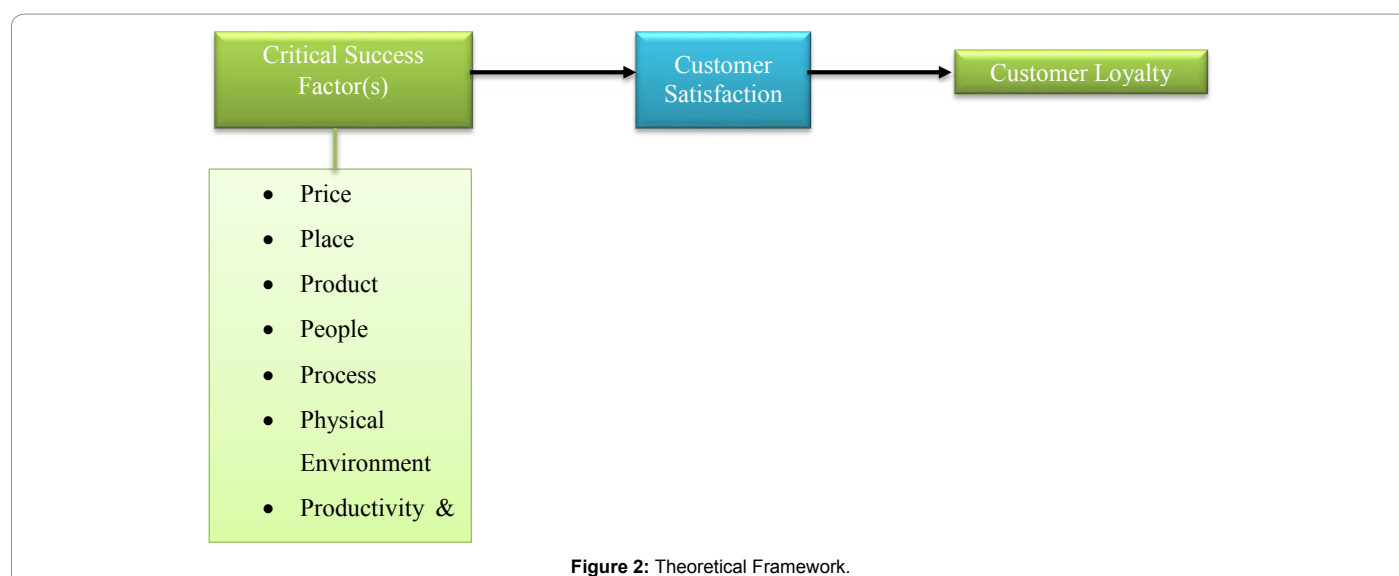 Critical Success
Factor(s)
Customer
Satisfaction
Customer Loyalty
• Price
• Place
• Product
• People
• Process
• Physical
Environment
• Productivity &
Figure 2: Theoretical Framework.